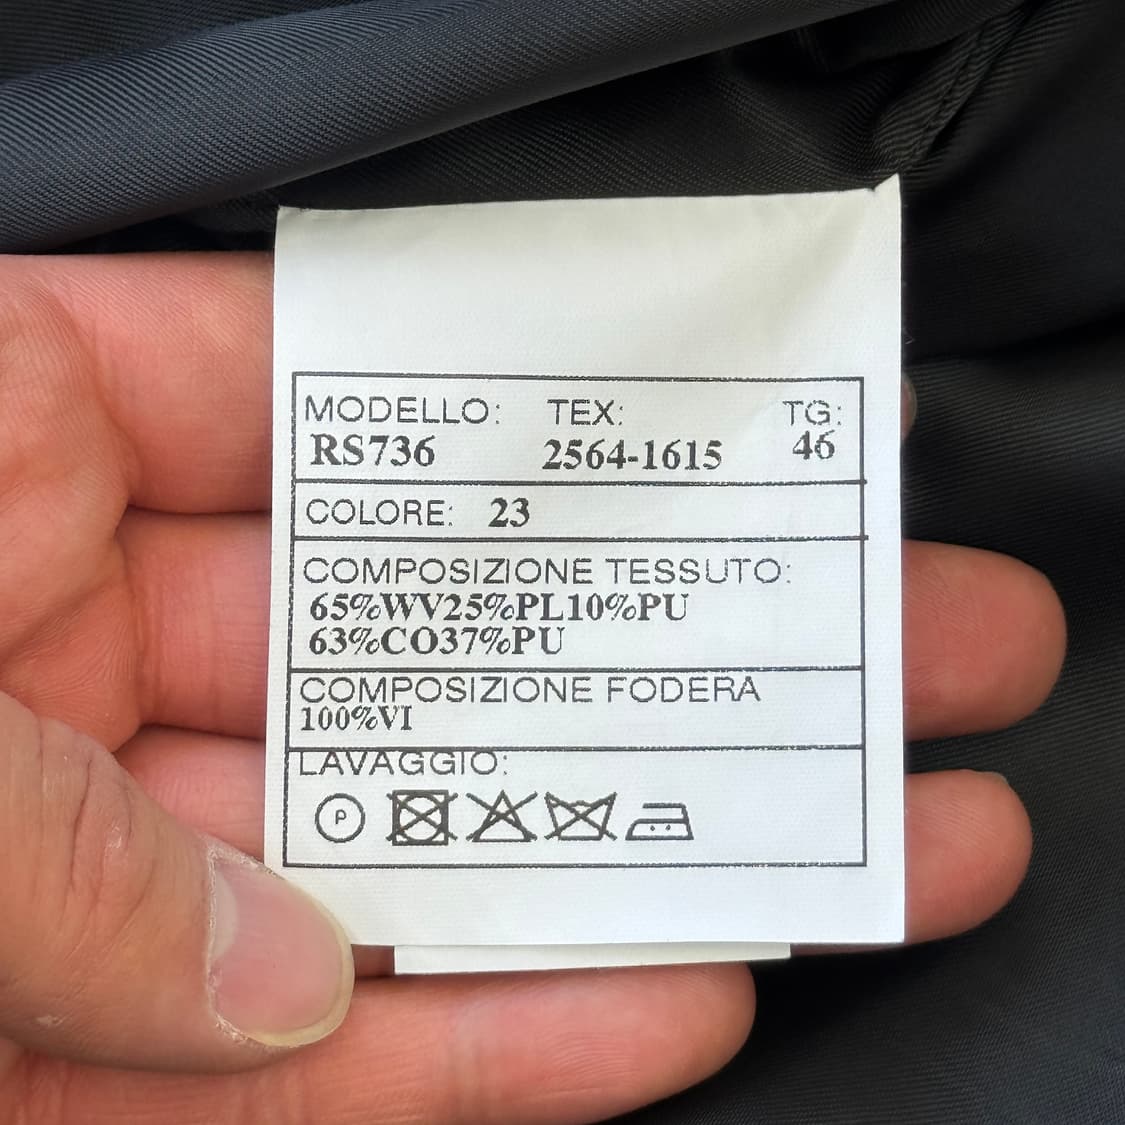 MODELLO: TEX: TG:
RS736 2564-1615 46
COLORE: 23
COMPOSIZIONE TESSUTO:
65%WV25%PL10%PU
63%CO37%PU
COMPOSIZIONE FODERA
100%VI
LAVAGGIO:
P